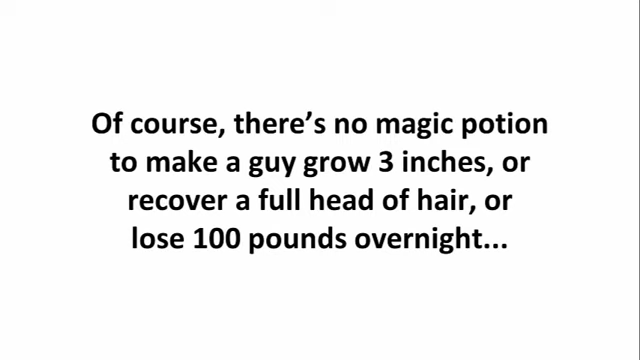 Of course, there’s no magic potion
to make a guy grow 3 inches, or
recover a full head of hair, or
lose 100 pounds overnight...